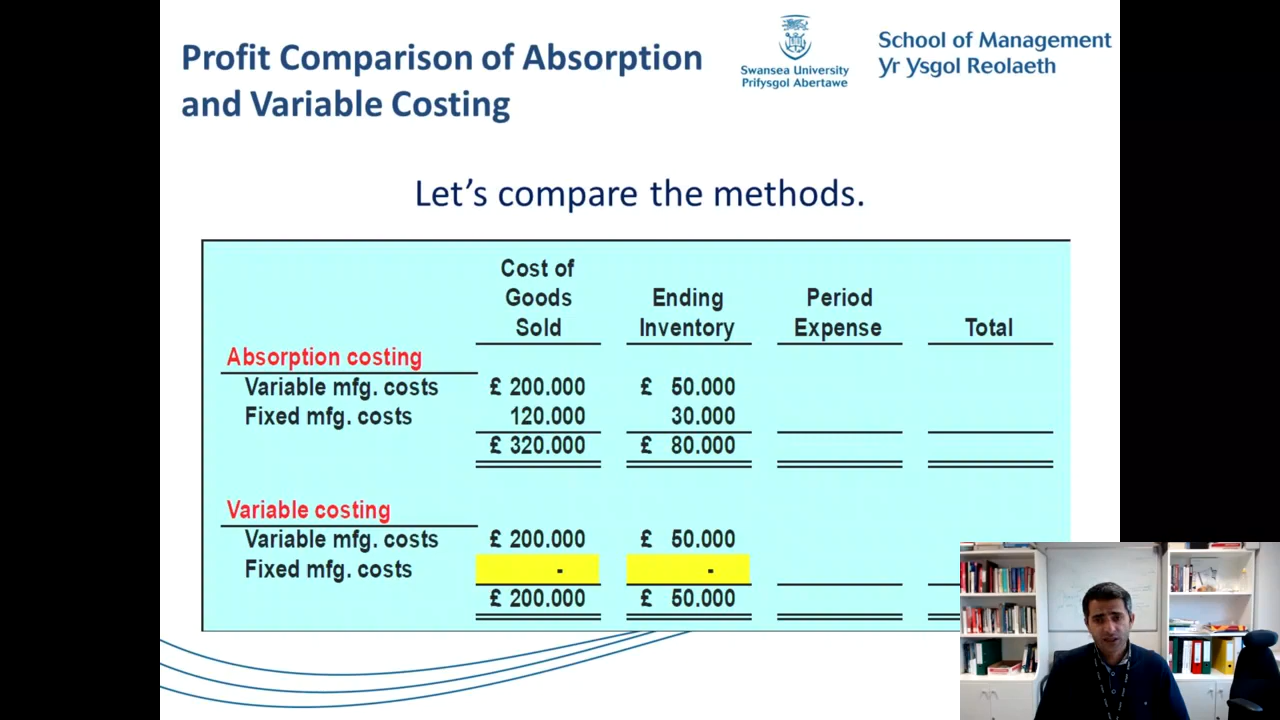 Profit Comparison of Absorption
and Variable Costing
Swansea University
Prifysgol Abertawe
School of Management
Yr Ysgol Reolaeth
Let's compare the methods.
Cost of
Goods Ending Period
Sold Inventory Expense Total
Absorption costing
Variable mfg. costs £ 200.000 £ 50.000
Fixed mfg. costs 120.000 30.000
£ 320.000 £ 80.000
Variable costing
Variable mfg. costs £ 200.000 £ 50.000
Fixed mfg. costs - -
£ 200.000 £ 50.000